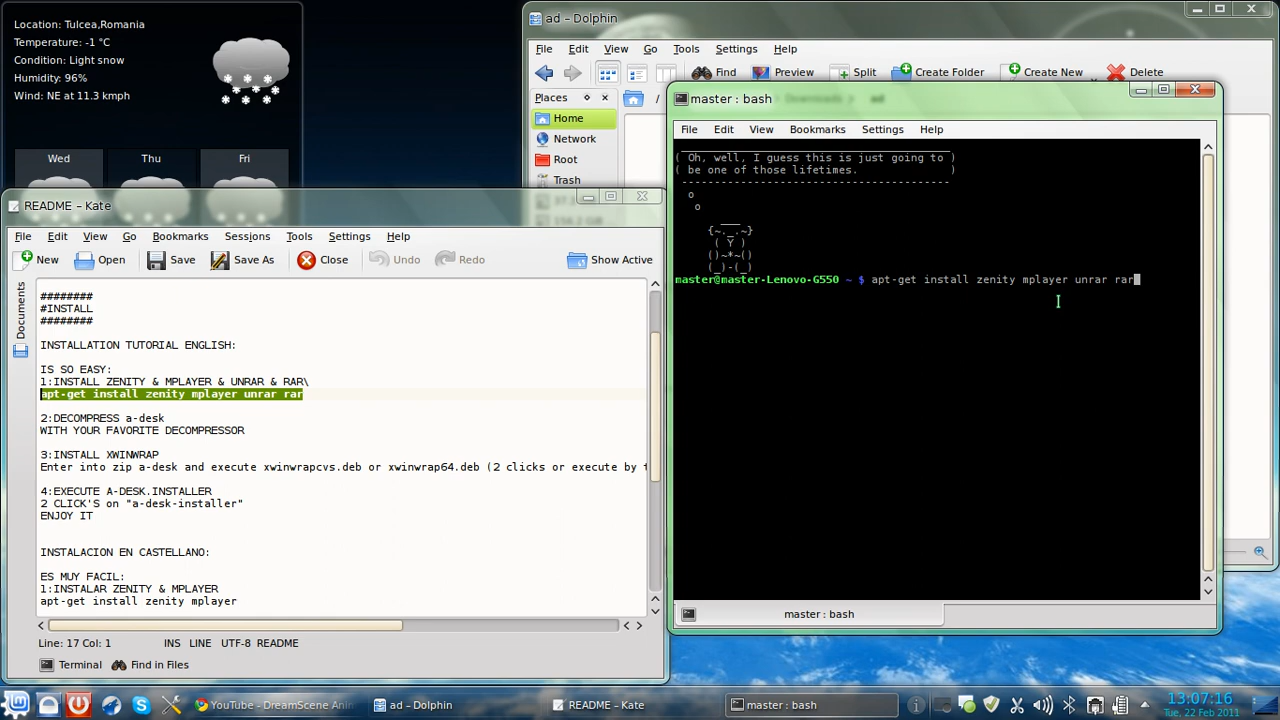 Location: Tulcea,Romania
Temperature: -1 °C
Condition: Light snow
Humidity: 96%
Wind: NE at 11.3 kmph
Wed
Thu
Fri
ad – Dolphin
File Edit View Go Tools Settings Help
Find Preview Split Create Folder Create New Delete
Places
Home
Network
Root
Trash
/ Downloads ad
master : bash
File Edit View Bookmarks Settings Help
________________________________________
( Oh, well, I guess this is just going to )
( be one of those lifetimes. )
-----------------------------------------
o
o
___
{~._.~}
( Y )
()~*~()
(_)-(_)
master@master-Lenovo-G550 ~ $ apt-get install zenity mplayer unrar rar
master : bash
README – Kate
File Edit View Go Bookmarks Sessions Tools Settings Help
New Open Save Save As Close Undo Redo Show Active
Documents
########
#INSTALL
########
INSTALLATION TUTORIAL ENGLISH:
IS SO EASY:
1:INSTALL ZENITY & MPLAYER & UNRAR & RAR\
apt-get install zenity mplayer unrar rar
2:DECOMPRESS a-desk
WITH YOUR FAVORITE DECOMPRESSOR
3:INSTALL XWINWRAP
Enter into zip a-desk and execute xwinwrapcvs.deb or xwinwrap64.deb (2 clicks or execute by t
4:EXECUTE A-DESK.INSTALLER
2 CLICK'S on "a-desk-installer"
ENJOY IT
INSTALACION EN CASTELLANO:
ES MUY FACIL:
1:INSTALAR ZENITY & MPLAYER
apt-get install zenity mplayer
Line: 17 Col: 1 INS LINE UTF-8 README
Terminal Find in Files
YouTube - DreamScene Ani
ad – Dolphin
README – Kate
master : bash
13:07:16
Tue, 22 Feb 2011